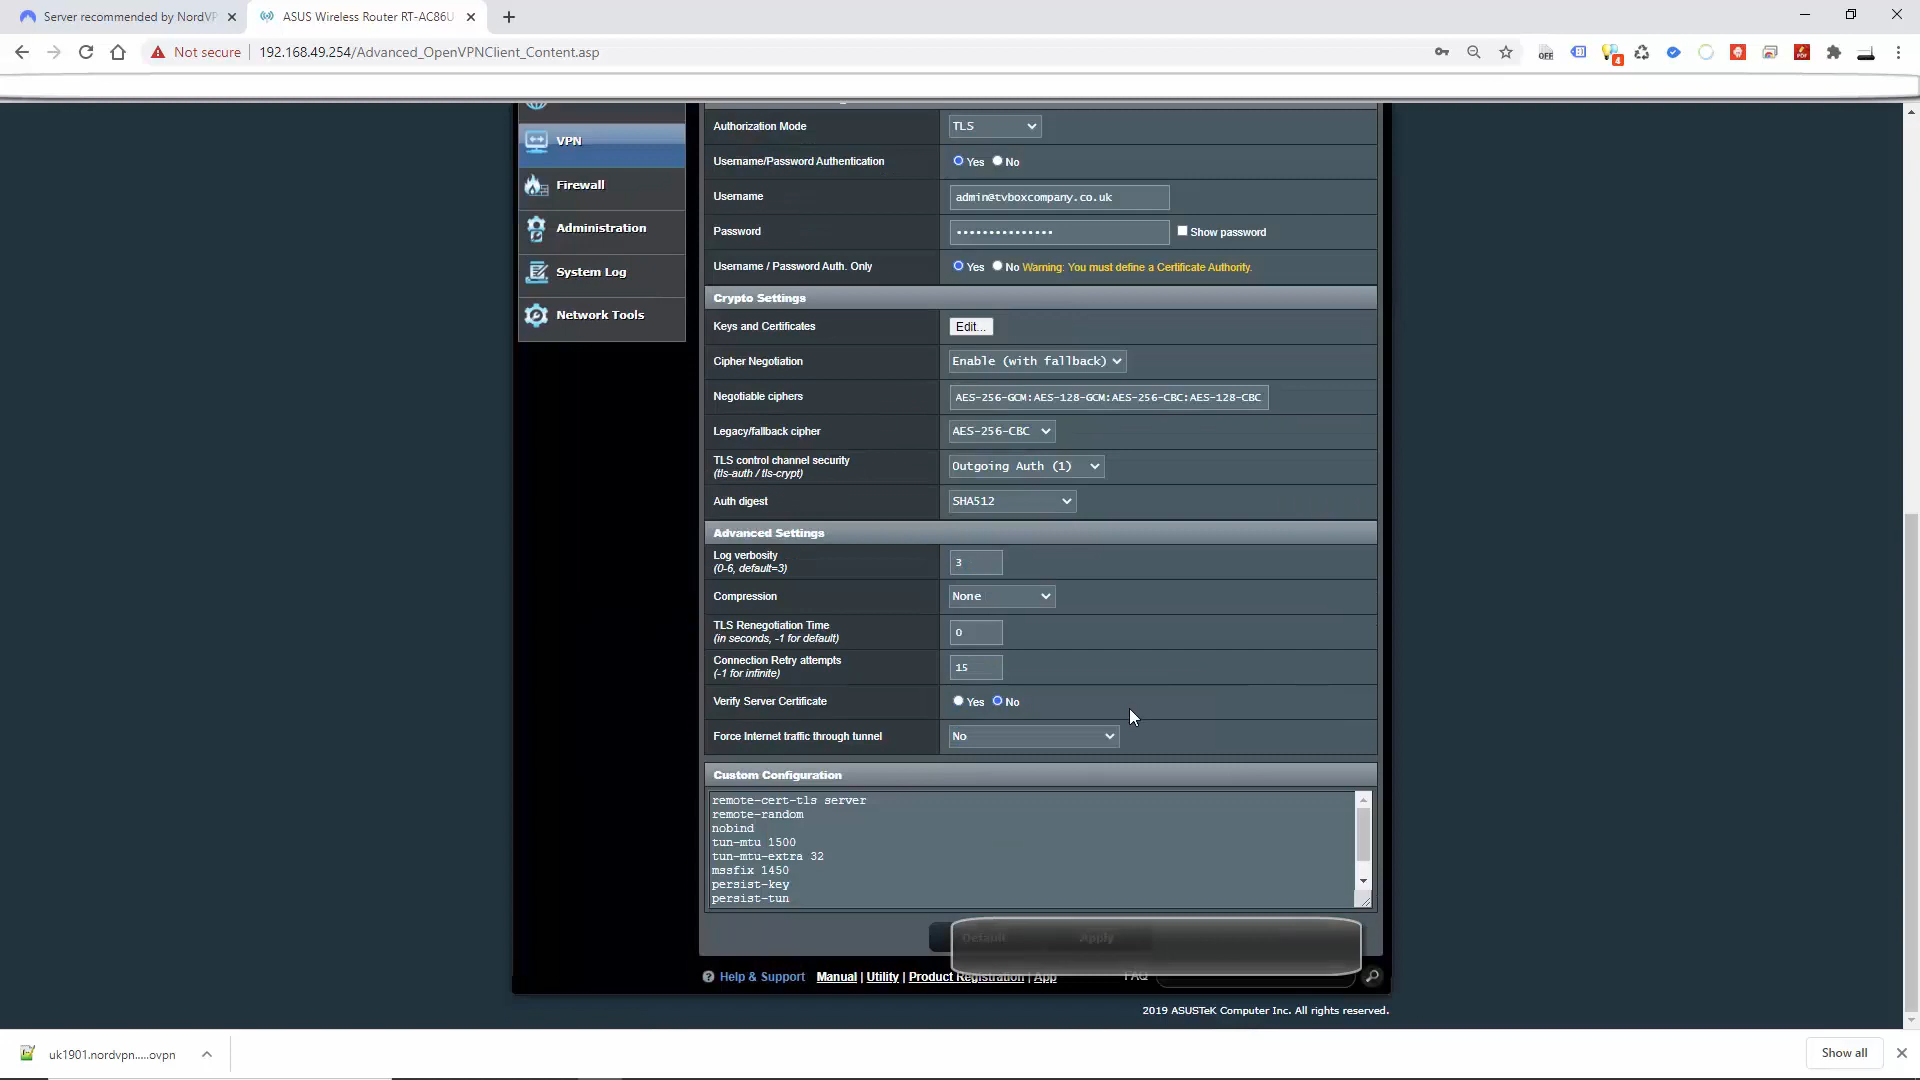 Server recommended by NordVP
ASUS Wireless Router RT-AC86U
Not secure
192.168.49.254/Advanced_OpenVPNClient_Content.asp
OFF
4
PDF
VPN
Firewall
Administration
System Log
Network Tools
Authorization Mode
TLS
Username/Password Authentication
Yes No
Username
admin@tvboxcompany.co.uk
Password
Show password
Username / Password Auth. Only
Yes No Warning: You must define a Certificate Authority.
Crypto Settings
Keys and Certificates
Edit...
Cipher Negotiation
Enable (with fallback)
Negotiable ciphers
AES-256-GCM:AES-128-GCM:AES-256-CBC:AES-128-CBC
Legacy/fallback cipher
AES-256-CBC
TLS control channel security
(tls-auth / tls-crypt)
Outgoing Auth (1)
Auth digest
SHA512
Advanced Settings
Log verbosity
(0-6, default=3)
3
Compression
None
TLS Renegotiation Time
(in seconds, -1 for default)
0
Connection Retry attempts
(-1 for infinite)
15
Verify Server Certificate
Yes No
Force Internet traffic through tunnel
No
Custom Configuration
remote-cert-tls server
remote-random
nobind
tun-mtu 1500
tun-mtu-extra 32
mssfix 1450
persist-key
persist-tun
Default Apply
Help & Support Manual | Utility | Product Registration | App FAQ
2019 ASUSTeK Computer Inc. All rights reserved.
uk1901.nordvpn.....ovpn
Show all